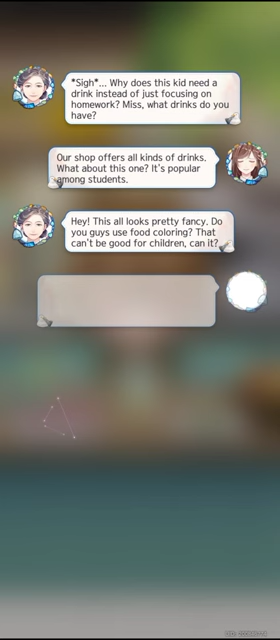 *Sigh*... Why does this kid need a
drink instead of just focusing on
homework? Miss, what drinks do you
have?
Our shop offers all kinds of drinks.
What about this one? It's popular
among students.
Hey! This all looks pretty fancy. Do
you guys use food coloring? That
can't be good for children, can it?